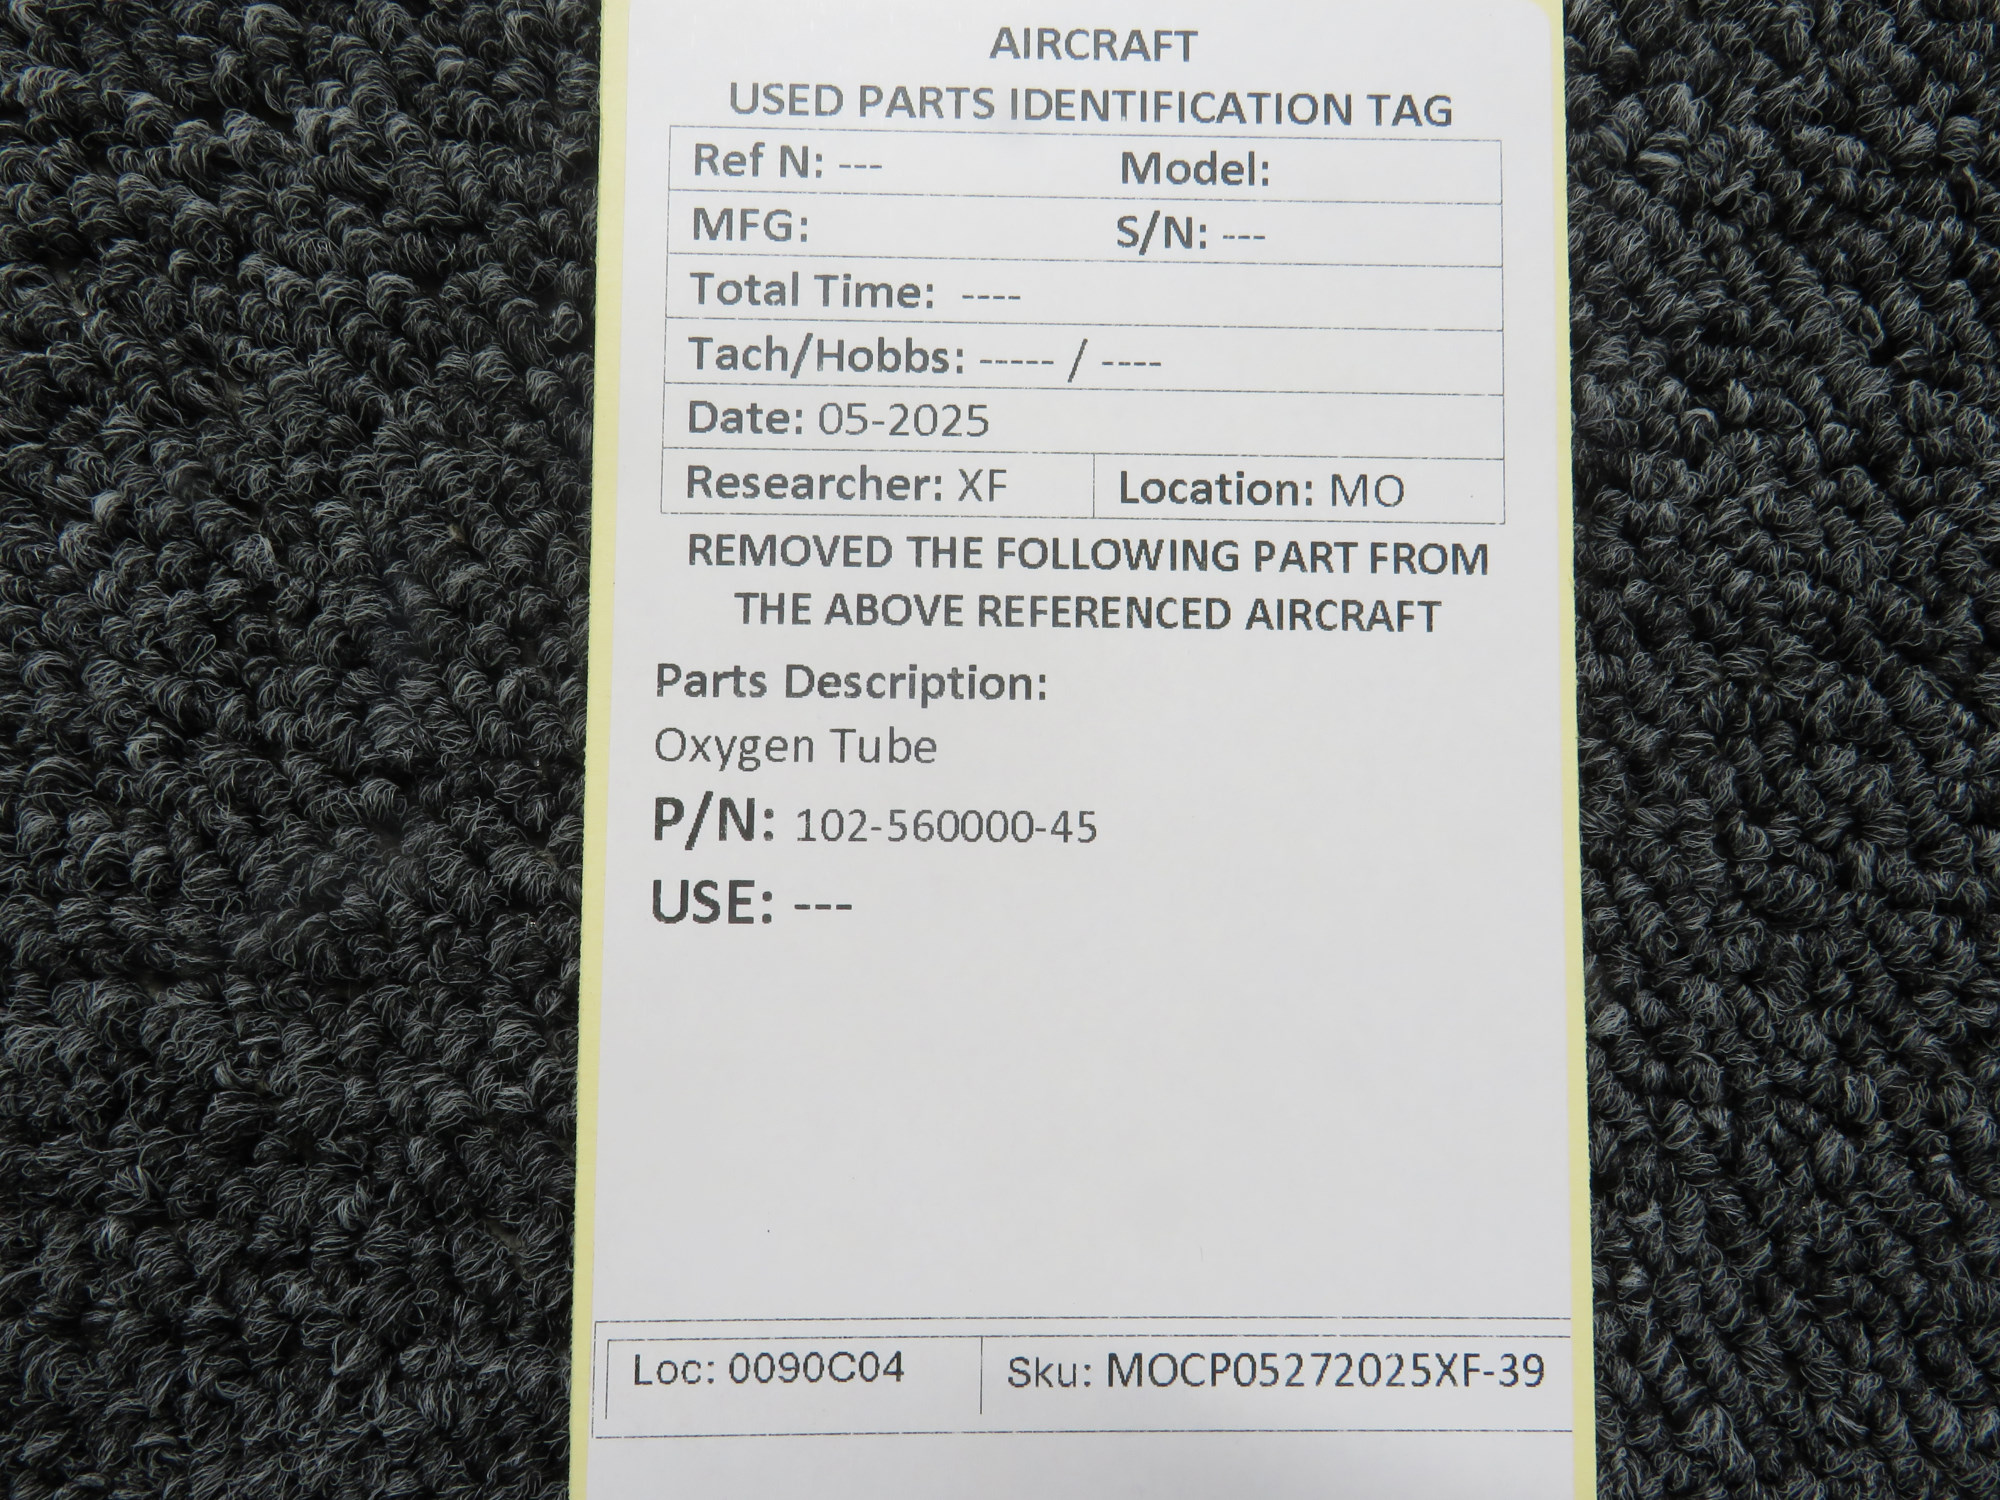 AIRCRAFT
USED PARTS IDENTIFICATION TAG
Ref N: --- Model:
MFG: S/N: ---
Total Time: ----
Tach/Hobbs: ----- / ----
Date: 05-2025
Researcher: XF Location: MO
REMOVED THE FOLLOWING PART FROM
THE ABOVE REFERENCED AIRCRAFT
Parts Description:
Oxygen Tube
P/N: 102-560000-45
USE: ---
Loc: 0090C04 Sku: MOCP05272025XF-39